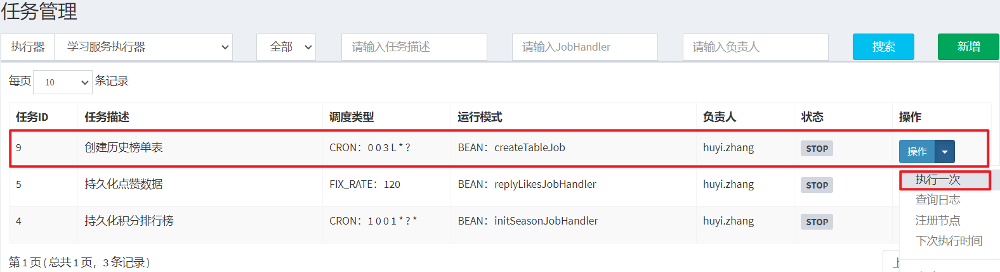 任务管理
执行器 学习服务执行器 全部 请输入任务描述 请输入JobHandler 请输入负责人 搜索 新增
每页 10 条记录
任务ID 任务描述 调度类型 运行模式 负责人 状态 操作
9 创建历史榜单表 CRON：0 0 3 L * ? BEAN：createTableJob huyi.zhang STOP 操作
执行一次
5 持久化点赞数据 FIX_RATE：120 BEAN：replyLikesJobHandler huyi.zhang STOP
查询日志
4 持久化积分排行榜 CRON：1 0 0 1 * ? * BEAN：initSeasonJobHandler huyi.zhang STOP
注册节点
下次执行时间
第 1 页 ( 总共 1 页，3 条记录 )